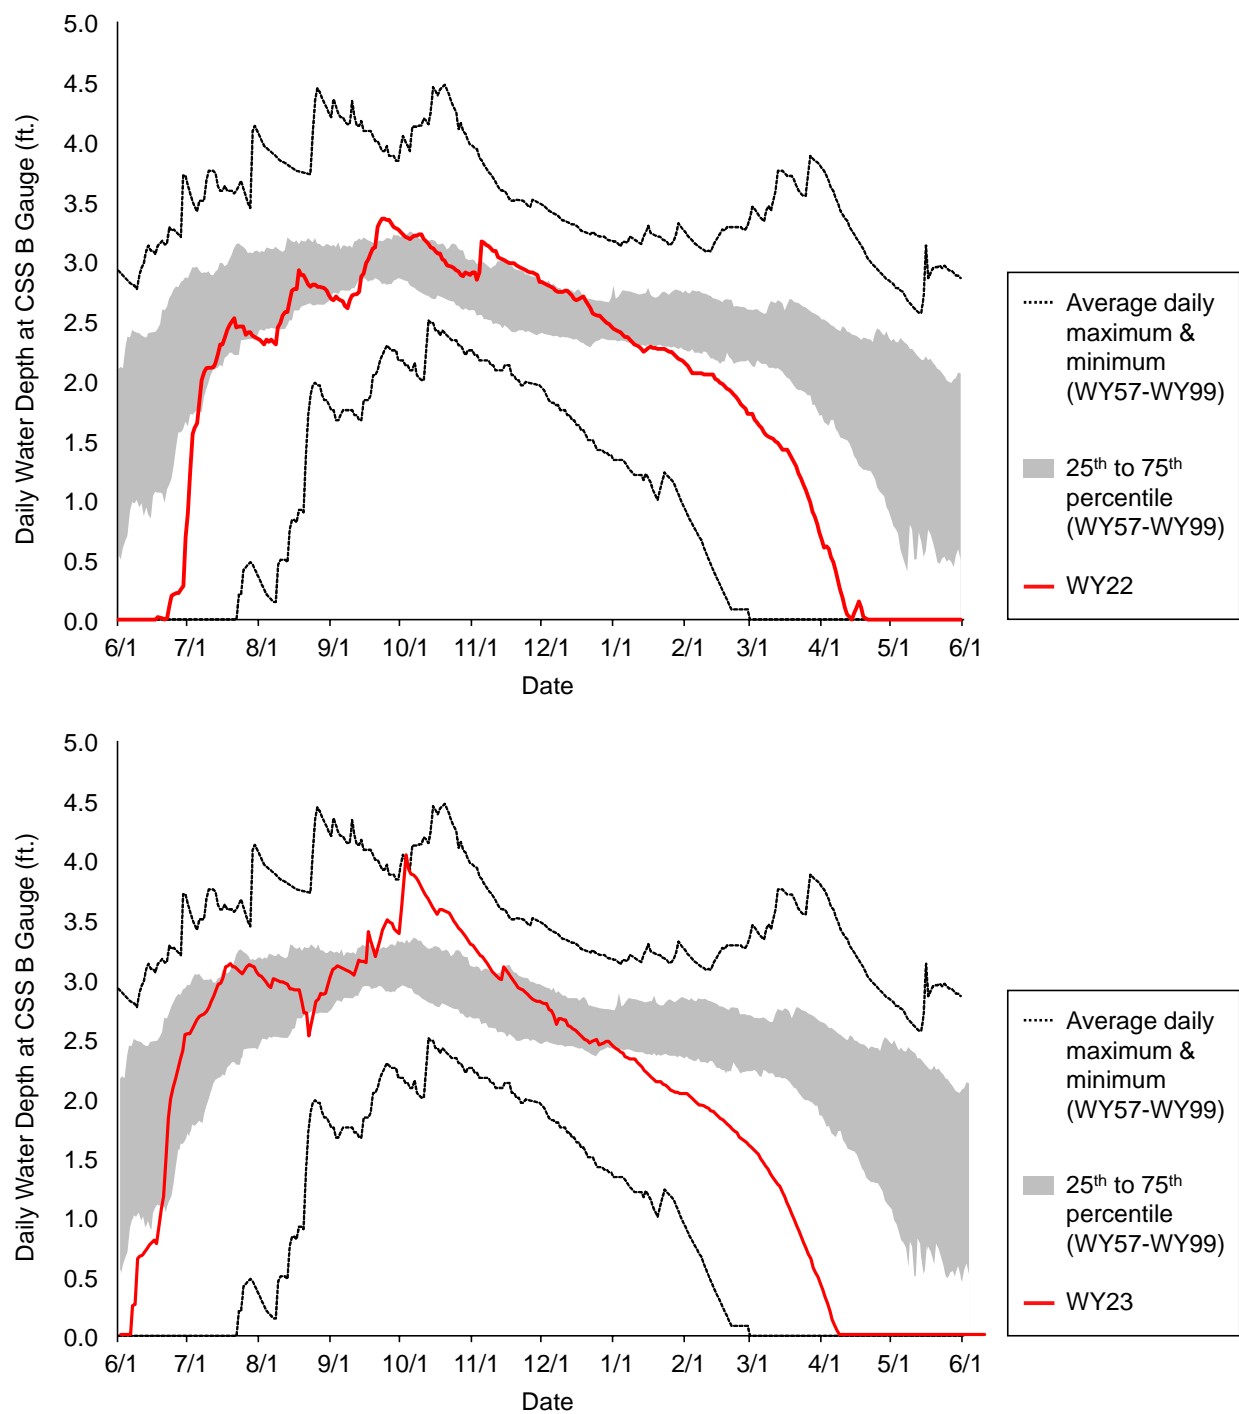 Daily Water Depth at CSS B Gauge (ft.)
5.0
4.5
4.0
3.5
3.0
2.5
2.0
1.5
1.0
0.5
0.0
6/1 7/1 8/1 9/1 10/1 11/1 12/1 1/1 2/1 3/1 4/1 5/1 6/1
Date
Average daily
maximum &
minimum
(WY57-WY99)
25th to 75th
percentile
(WY57-WY99)
WY22
Daily Water Depth at CSS B Gauge (ft.)
5.0
4.5
4.0
3.5
3.0
2.5
2.0
1.5
1.0
0.5
0.0
6/1 7/1 8/1 9/1 10/1 11/1 12/1 1/1 2/1 3/1 4/1 5/1 6/1
Date
Average daily
maximum &
minimum
(WY57-WY99)
25th to 75th
percentile
(WY57-WY99)
WY23